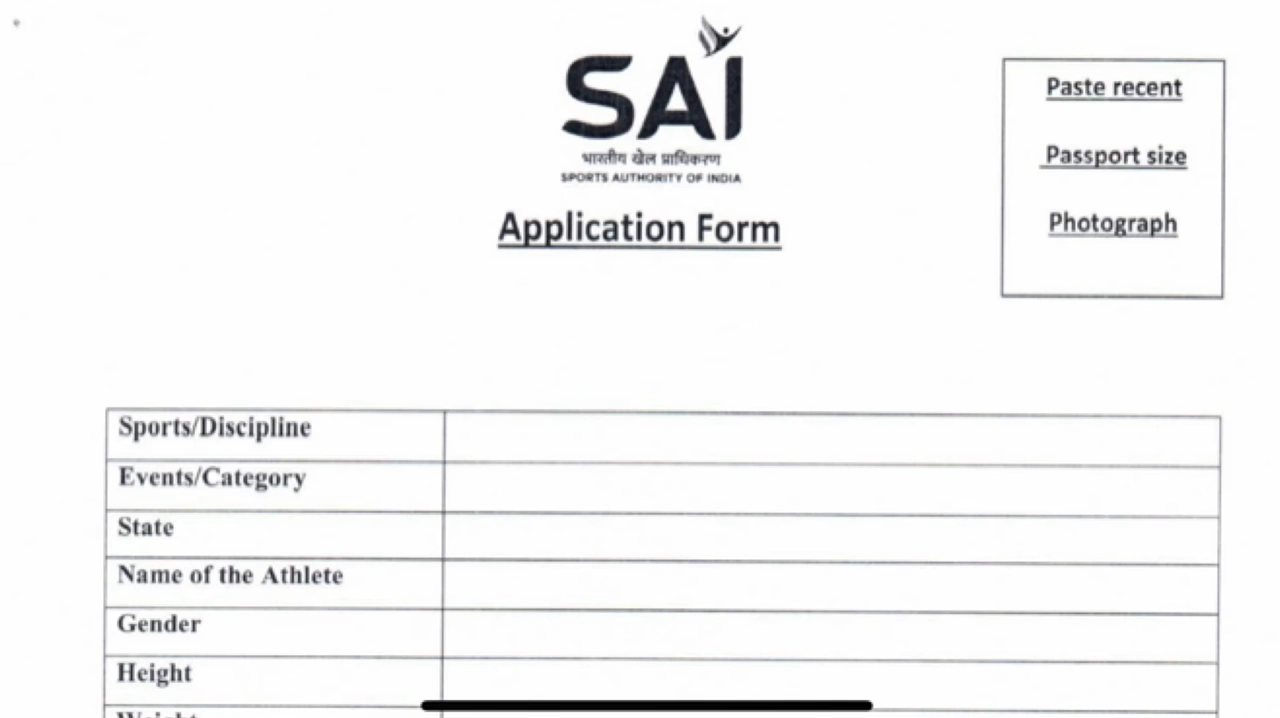 SAI
भारतीय खेल प्राधिकरण
SPORTS AUTHORITY OF INDIA
Application Form
Paste recent
Passport size
Photograph
Sports/Discipline
Events/Category
State
Name of the Athlete
Gender
Height
Weight